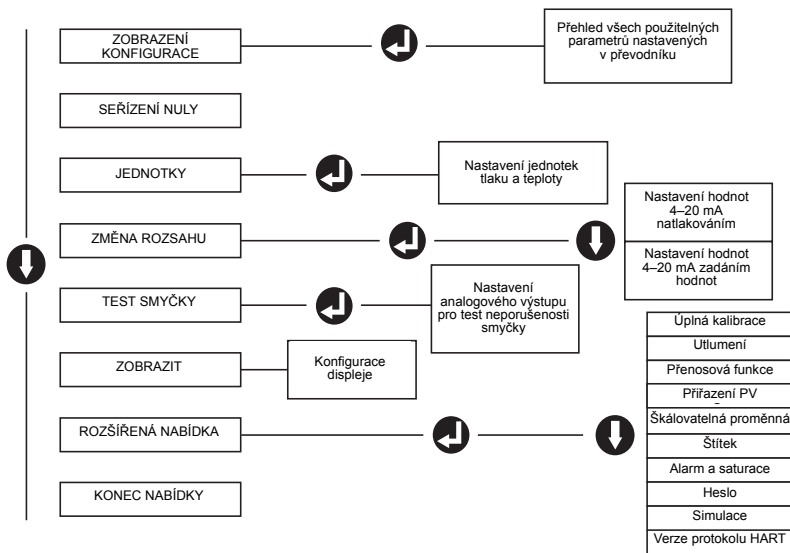 ZOBRAZENÍ
KONFIGURACE
Přehled všech použitelných
parametrů nastavených
v převodníku
SEŘÍZENÍ NULY
JEDNOTKY
Nastavení jednotek
tlaku a teploty
ZMĚNA ROZSAHU
Nastavení hodnot
4–20 mA
natlakováním
Nastavení hodnot
4–20 mA zadáním
hodnot
TEST SMYČKY
Nastavení
analogového výstupu
pro test neporušenosti
smyčky
ZOBRAZIT
Konfigurace
displeje
ROZŠÍŘENÁ NABÍDKA
Úplná kalibrace
Utlumení
Přenosová funkce
Přiřazení PV
Škálovatelná proměnná
Štítek
Alarm a saturace
Heslo
Simulace
Verze protokolu HART
KONEC NABÍDKY